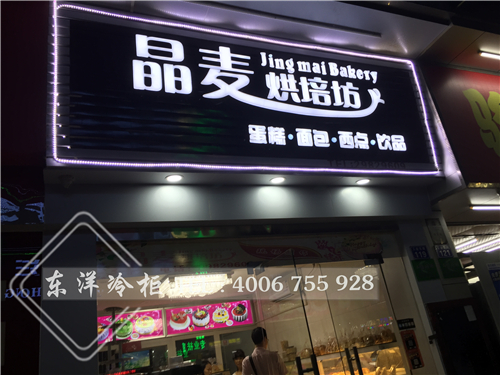 晶麦
Jing mai Bakery
烘培坊
蛋糕·面包·西点·饮品
东洋冷柜
4006 755 928